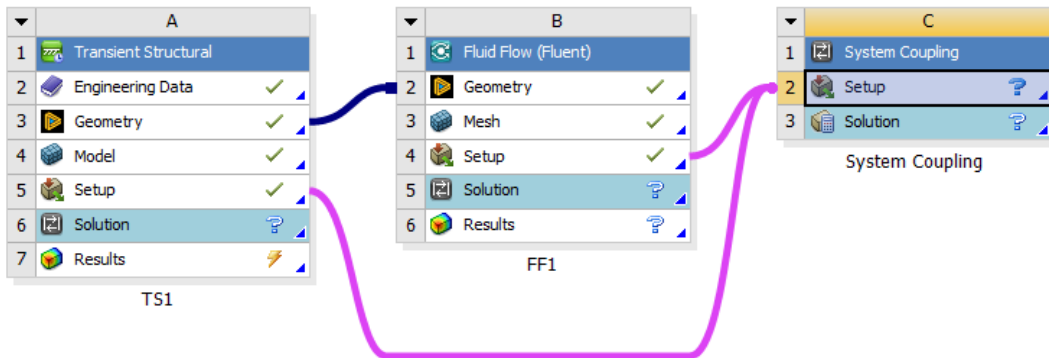 A
1 Transient Structural
2 Engineering Data
3 Geometry
4 Model
5 Setup
6 Solution
7 Results
TS1
B
1 Fluid Flow (Fluent)
2 Geometry
3 Mesh
4 Setup
5 Solution
6 Results
FF1
C
1 System Coupling
2 Setup
3 Solution
System Coupling